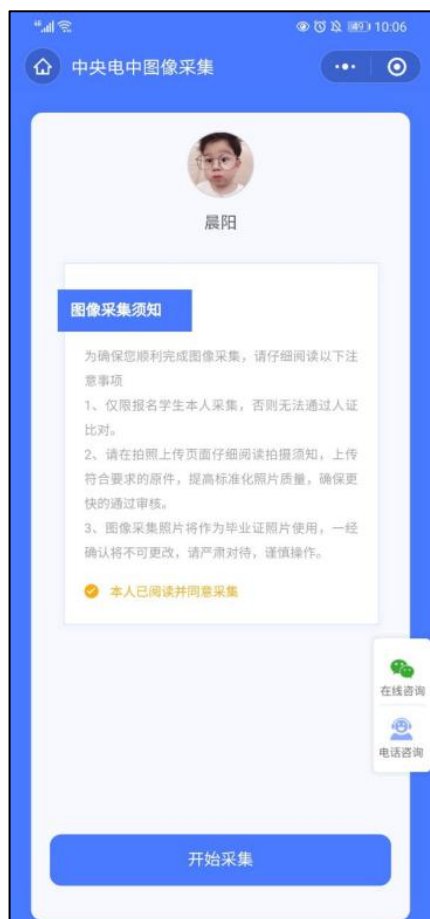 10:06
中央电中图像采集
晨阳
图像采集须知
为确保您顺利完成图像采集，请仔细阅读以下注
意事项
1、仅限报名学生本人采集，否则无法通过人证
比对。
2、请在拍照上传页面仔细阅读拍摄须知，上传
符合要求的原件，提高标准化照片质量，确保更
快的通过审核。
3、图像采集照片将作为毕业证照片使用，一经
确认将不可更改，请严肃对待，谨慎操作。
本人已阅读并同意采集
在线咨询
电话咨询
开始采集